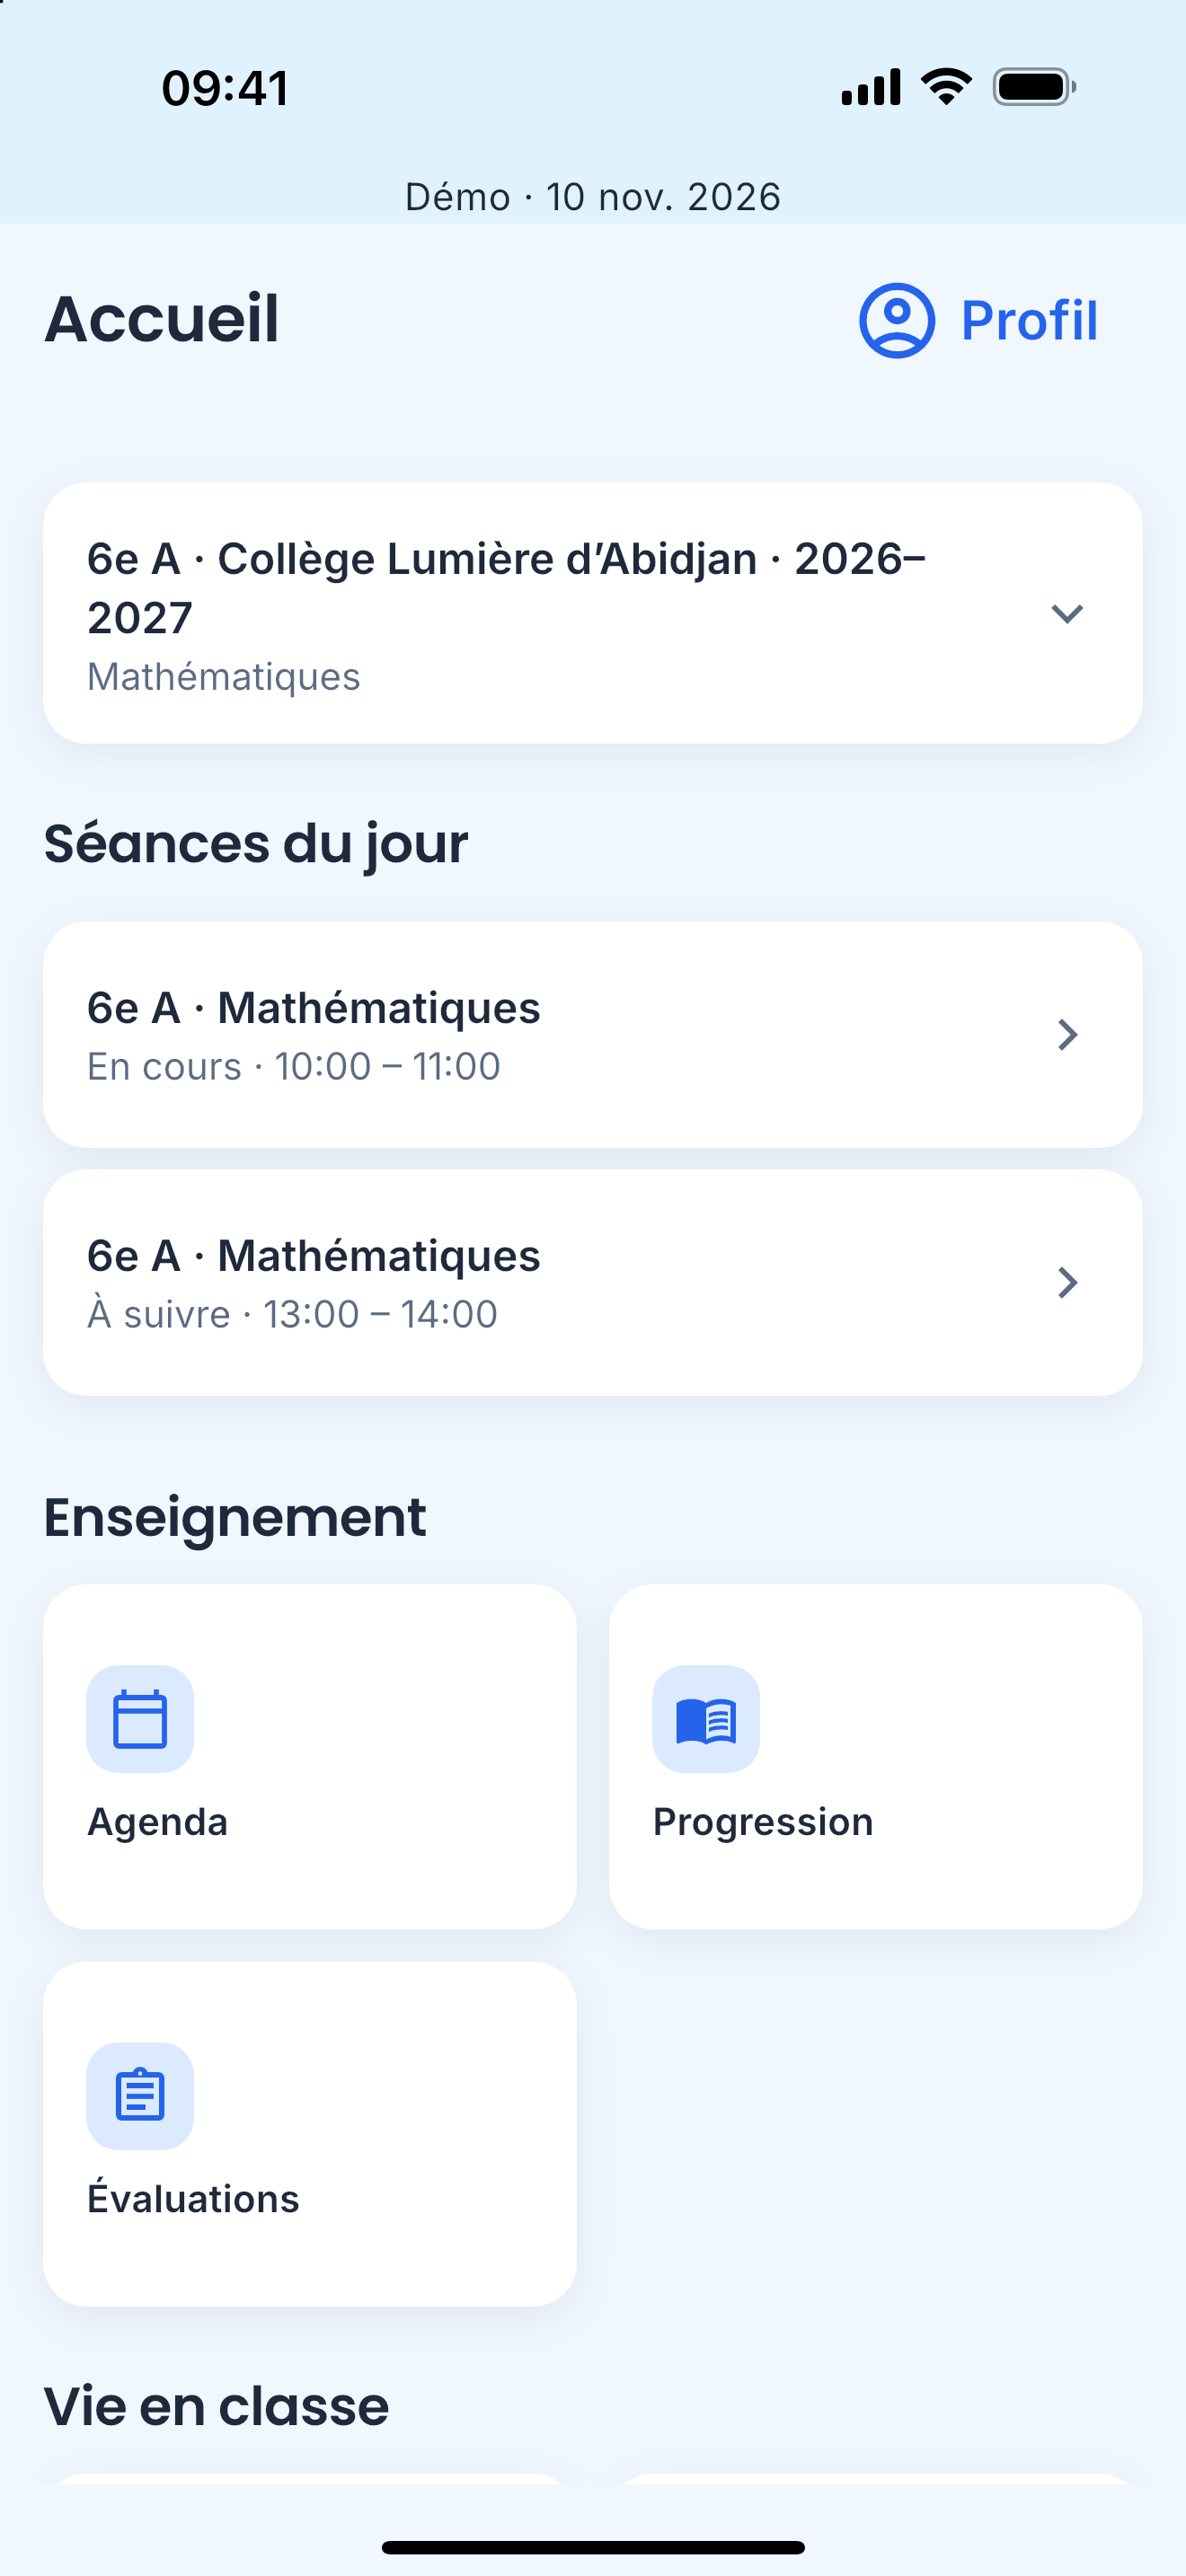 09:41
Démo · 10 nov. 2026
Accueil
Profil
6e A · Collège Lumière d’Abidjan · 2026–
2027
Mathématiques
Séances du jour
6e A · Mathématiques
En cours · 10:00 – 11:00
6e A · Mathématiques
À suivre · 13:00 – 14:00
Enseignement
Agenda
Progression
Évaluations
Vie en classe